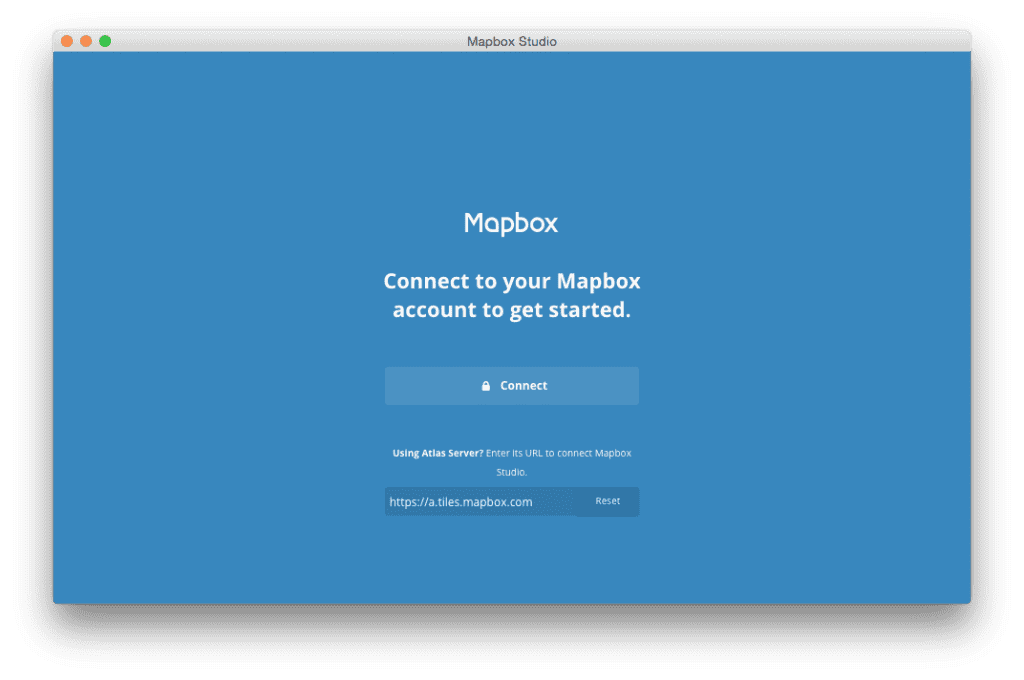 Mapbox Studio
Mapbox
Connect to your Mapbox
account to get started.
Connect
Using Atlas Server? Enter its URL to connect Mapbox
Studio.
https://a.tiles.mapbox.com Reset